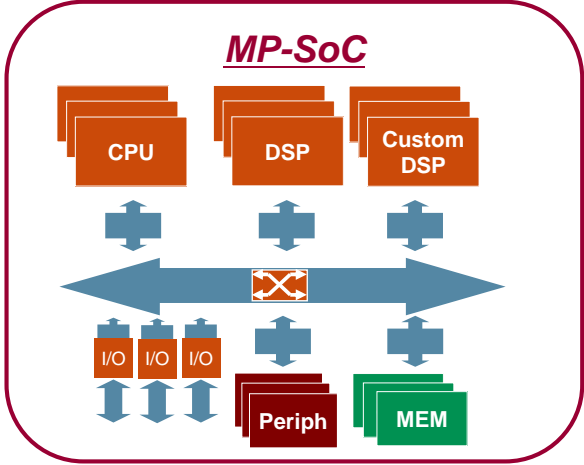 MP-SoC
CPU
DSP
Custom
DSP
I/O
I/O
I/O
Periph
MEM